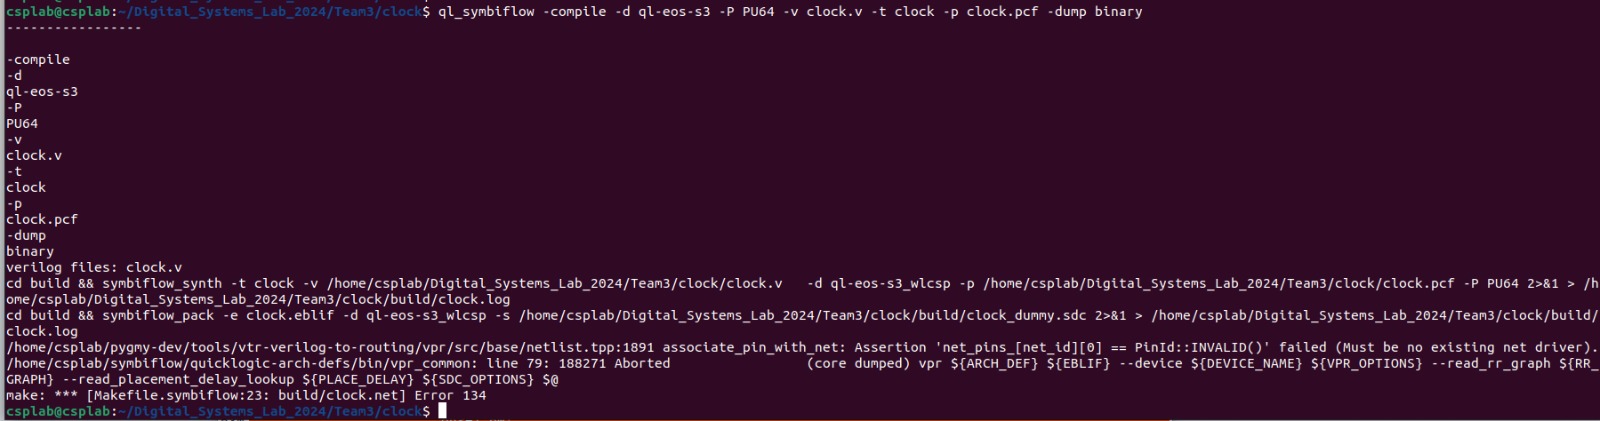 csplab@csplab:~/Digital_Systems_Lab_2024/Team3/clock$ ql_symbiflow -compile -d ql-eos-s3 -P PU64 -v clock.v -t clock -p clock.pcf -dump binary
-----------------
-compile
-d
ql-eos-s3
-P
PU64
-v
clock.v
-t
clock
-p
clock.pcf
-dump
binary
verilog files: clock.v
cd build && symbiflow_synth -t clock -v /home/csplab/Digital_Systems_Lab_2024/Team3/clock/clock.v   -d ql-eos-s3_wlcsp -p /home/csplab/Digital_Systems_Lab_2024/Team3/clock/clock.pcf -P PU64 2>&1 > /h
ome/csplab/Digital_Systems_Lab_2024/Team3/clock/build/clock.log
cd build && symbiflow_pack -e clock.eblif -d ql-eos-s3_wlcsp -s /home/csplab/Digital_Systems_Lab_2024/Team3/clock/build/clock_dummy.sdc 2>&1 > /home/csplab/Digital_Systems_Lab_2024/Team3/clock/build/
clock.log
/home/csplab/pygmy-dev/tools/vtr-verilog-to-routing/vpr/src/base/netlist.tpp:1891 associate_pin_with_net: Assertion 'net_pins_[net_id][0] == PinId::INVALID()' failed (Must be no existing net driver).
/home/csplab/symbiflow/quicklogic-arch-defs/bin/vpr_common: line 79: 188271 Aborted                 (core dumped) vpr ${ARCH_DEF} ${EBLIF} --device ${DEVICE_NAME} ${VPR_OPTIONS} --read_rr_graph ${RR_
GRAPH} --read_placement_delay_lookup ${PLACE_DELAY} ${SDC_OPTIONS} $@
make: *** [Makefile.symbiflow:23: build/clock.net] Error 134
csplab@csplab:~/Digital_Systems_Lab_2024/Team3/clock$